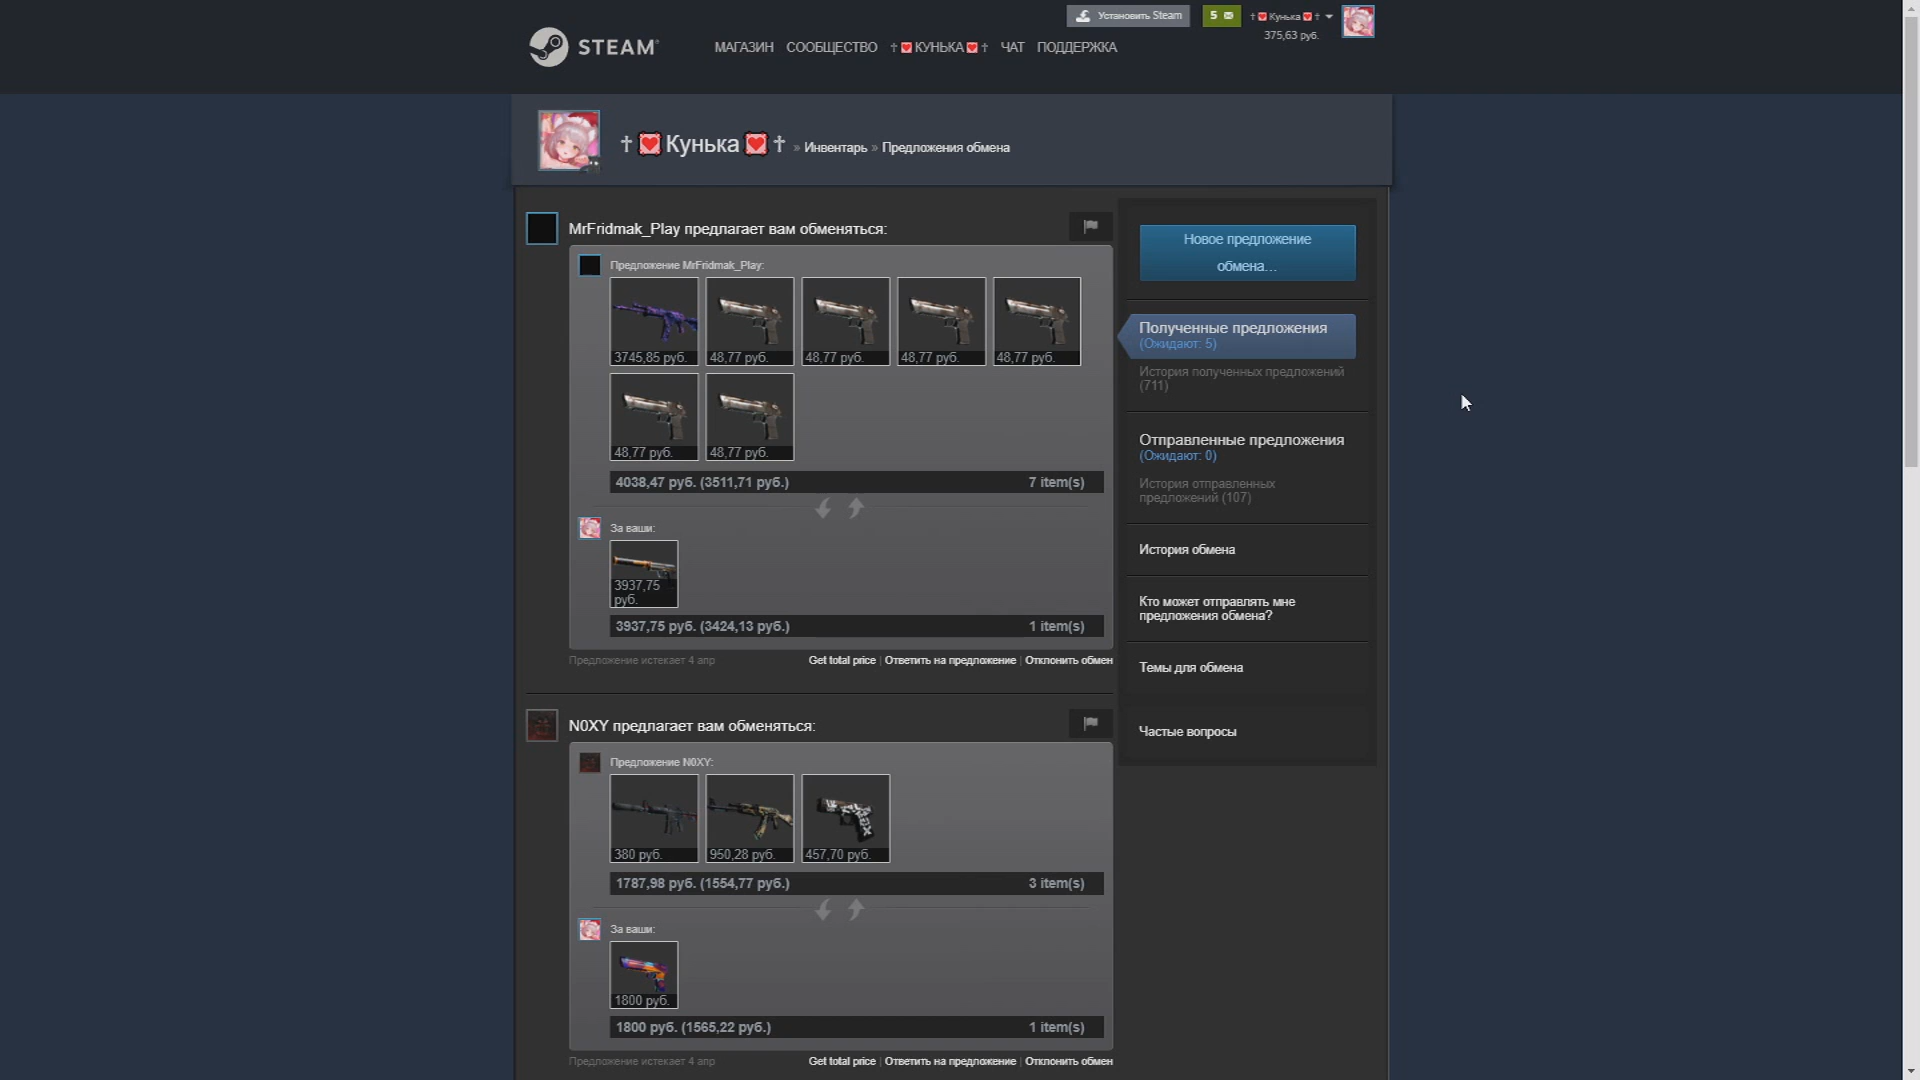 Установить Steam
5
†Кунька†
375,63 руб.
STEAM
МАГАЗИН СООБЩЕСТВО †КУНЬКА† ЧАТ ПОДДЕРЖКА
†Кунька† » Инвентарь » Предложения обмена
MrFridmak_Play предлагает вам обменяться:
Предложение MrFridmak_Play:
3745,85 руб. 48,77 руб. 48,77 руб. 48,77 руб. 48,77 руб.
48,77 руб. 48,77 руб.
4038,47 руб. (3511,71 руб.) 7 item(s)
За ваши:
3937,75
руб.
3937,75 руб. (3424,13 руб.) 1 item(s)
Предложение истекает 4 апр Get total price | Ответить на предложение | Отклонить обмен
N0XY предлагает вам обменяться:
Предложение N0XY:
380 руб. 950,28 руб. 457,70 руб.
1787,98 руб. (1554,77 руб.) 3 item(s)
За ваши:
1800 руб.
1800 руб. (1565,22 руб.) 1 item(s)
Предложение истекает 4 апр Get total price | Ответить на предложение | Отклонить обмен
Новое предложение
обмена...
Полученные предложения
(Ожидают: 5)
История полученных предложений
(711)
Отправленные предложения
(Ожидают: 0)
История отправленных
предложений (107)
История обмена
Кто может отправлять мне
предложения обмена?
Темы для обмена
Частые вопросы